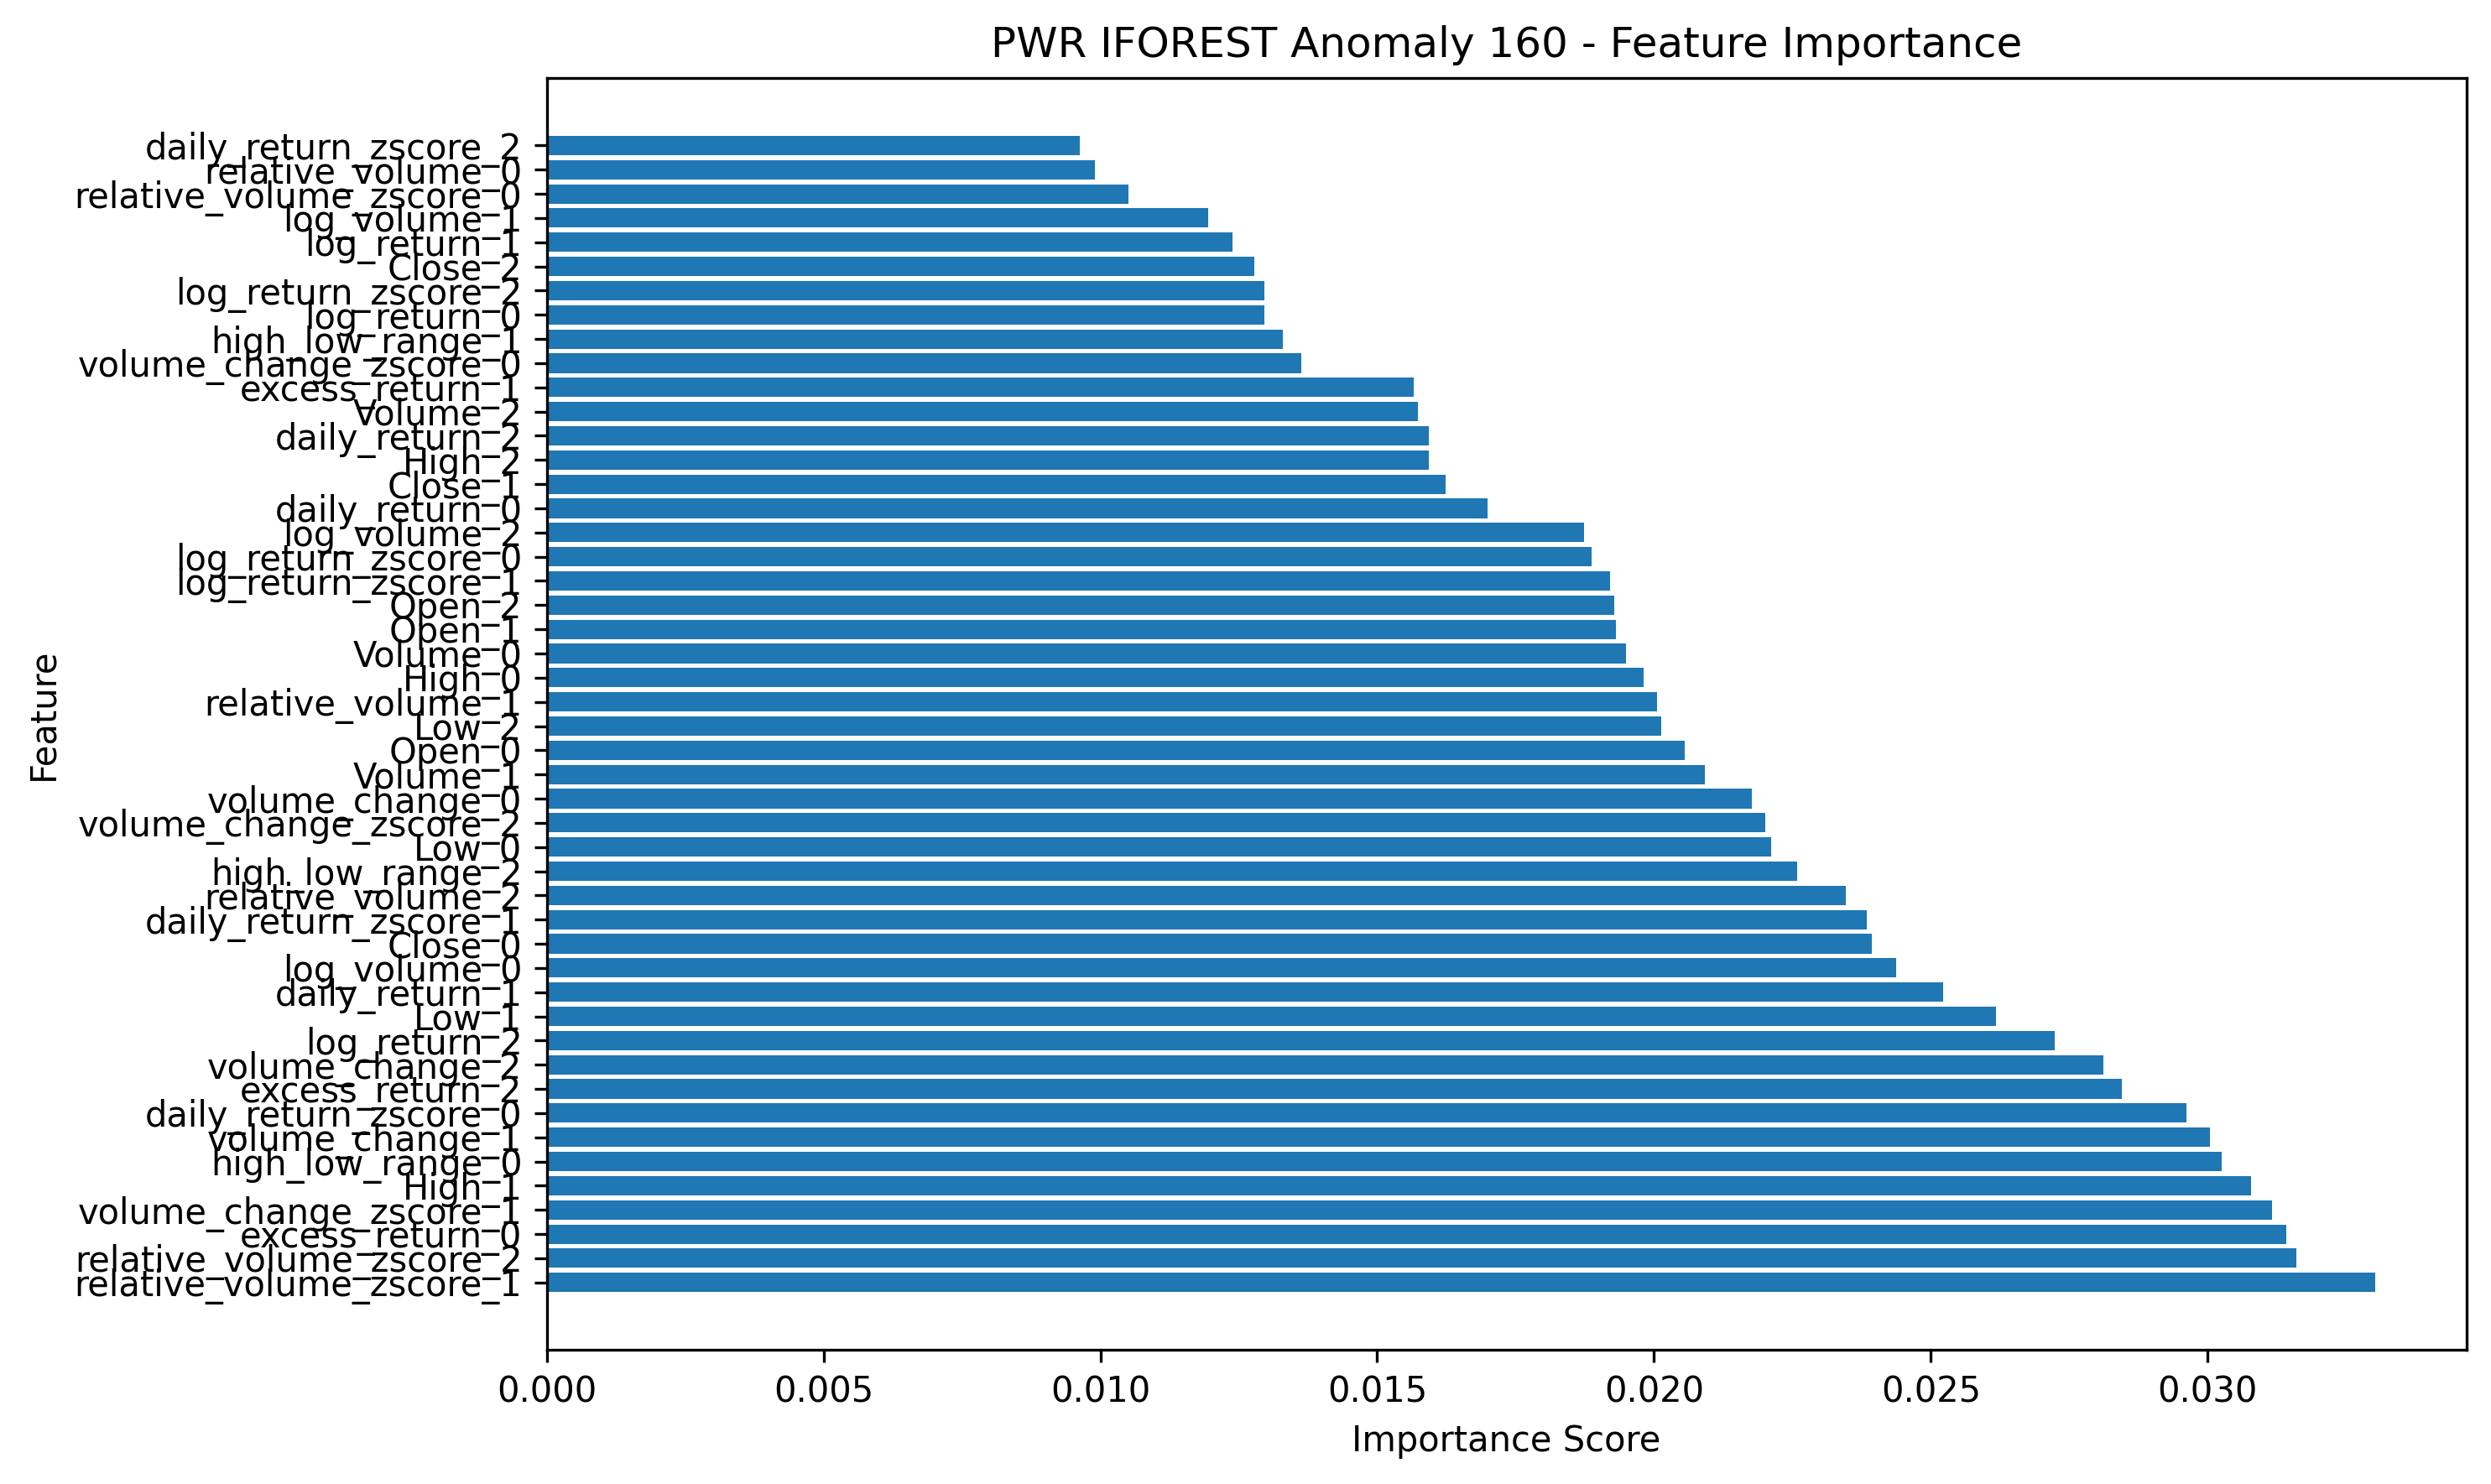 PWR IFOREST Anomaly 160 - Feature Importance
daily_return_zscore_2
relative_volume_0
relative_volume_zscore_0
log_volume_1
log_return_1
Close_2
log_return_zscore_2
log_return_0
high_low_range_1
volume_change_zscore_0
excess_return_1
Volume_2
daily_return_2
High_2
Close_1
daily_return_0
log_volume_2
log_return_zscore_0
log_return_zscore_1
Open_2
Open_1
Volume_0
High_0
relative_volume_1
Low_2
Open_0
Volume_1
volume_change_0
volume_change_zscore_2
Low_0
high_low_range_2
relative_volume_2
daily_return_zscore_1
Close_0
log_volume_0
daily_return_1
Low_1
log_return_2
volume_change_2
excess_return_2
daily_return_zscore_0
volume_change_1
high_low_range_0
High_1
volume_change_zscore_1
excess_return_0
relative_volume_zscore_2
relative_volume_zscore_1
Feature
0.000 0.005 0.010 0.015 0.020 0.025 0.030
Importance Score